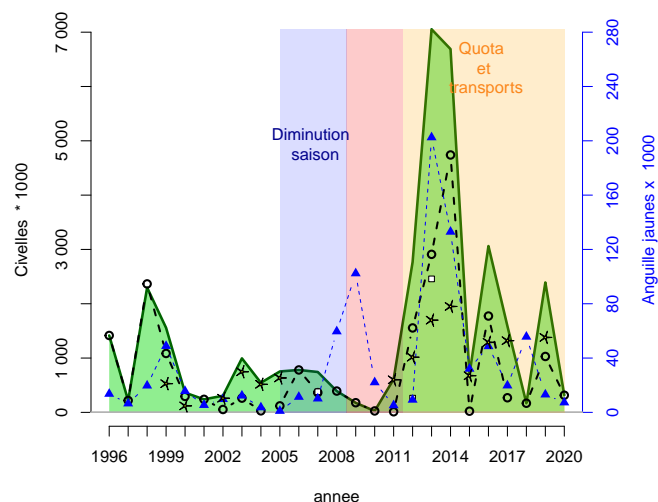 7 000
5 000
3 000
1 000
0
Civelles * 1000
Diminution
saison
Quota
et
transports
280
240
200
160
120
80
40
0
Anguille jaunes x 1000
1996
1999
2002
2005
2008
2011
2014
2017
2020
annee